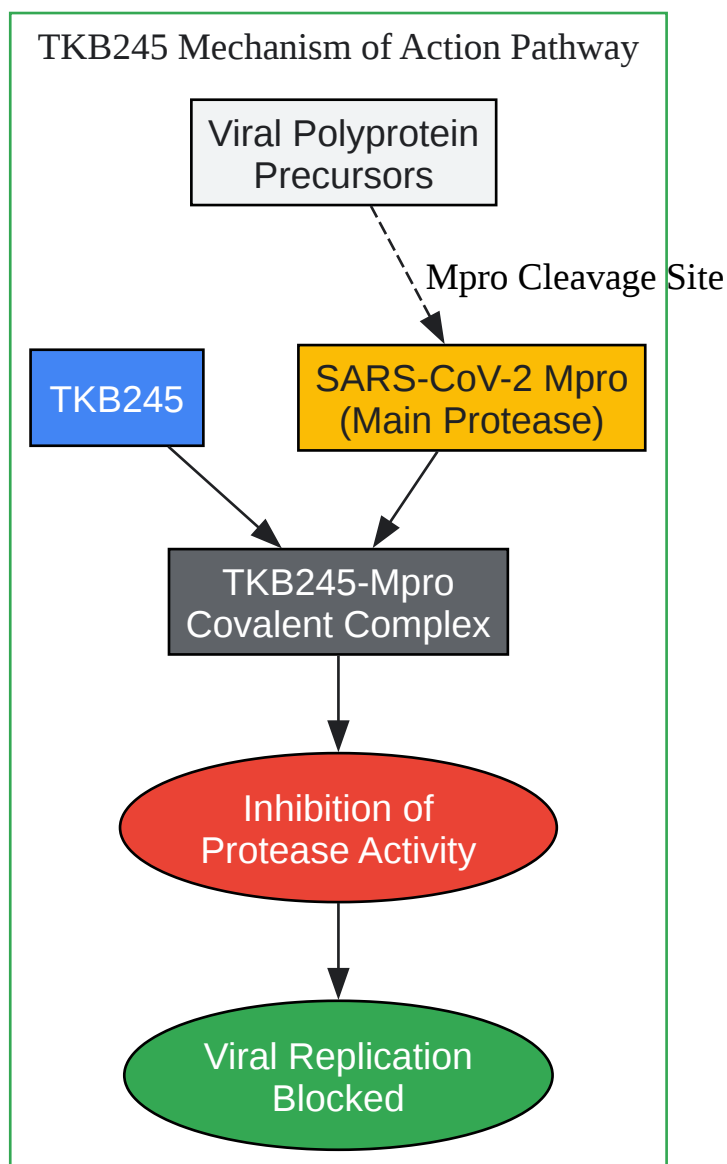 TKB245 Mechanism of Action Pathway
Viral Polyprotein
Precursors
Mpro Cleavage Site
TKB245
SARS-CoV-2 Mpro
(Main Protease)
TKB245-Mpro
Covalent Complex
Inhibition of
Protease Activity
Viral Replication
Blocked